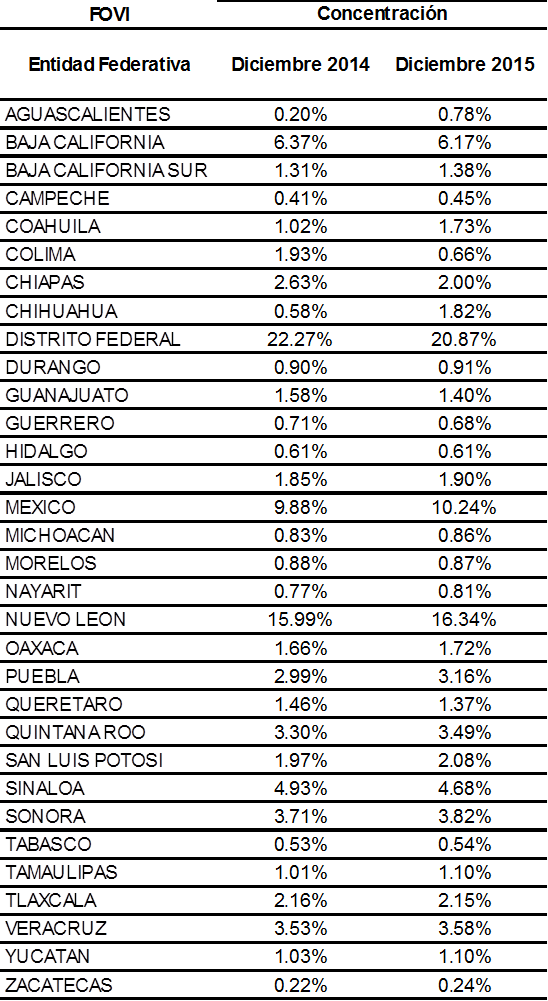 FOVI Concentración
Entidad Federativa Diciembre 2014 Diciembre 2015
AGUASCALIENTES 0.20% 0.78%
BAJA CALIFORNIA 6.37% 6.17%
BAJA CALIFORNIA SUR 1.31% 1.38%
CAMPECHE 0.41% 0.45%
COAHUILA 1.02% 1.73%
COLIMA 1.93% 0.66%
CHIAPAS 2.63% 2.00%
CHIHUAHUA 0.58% 1.82%
DISTRITO FEDERAL 22.27% 20.87%
DURANGO 0.90% 0.91%
GUANAJUATO 1.58% 1.40%
GUERRERO 0.71% 0.68%
HIDALGO 0.61% 0.61%
JALISCO 1.85% 1.90%
MEXICO 9.88% 10.24%
MICHOACAN 0.83% 0.86%
MORELOS 0.88% 0.87%
NAYARIT 0.77% 0.81%
NUEVO LEON 15.99% 16.34%
OAXACA 1.66% 1.72%
PUEBLA 2.99% 3.16%
QUERETARO 1.46% 1.37%
QUINTANA ROO 3.30% 3.49%
SAN LUIS POTOSI 1.97% 2.08%
SINALOA 4.93% 4.68%
SONORA 3.71% 3.82%
TABASCO 0.53% 0.54%
TAMAULIPAS 1.01% 1.10%
TLAXCALA 2.16% 2.15%
VERACRUZ 3.53% 3.58%
YUCATAN 1.03% 1.10%
ZACATECAS 0.22% 0.24%